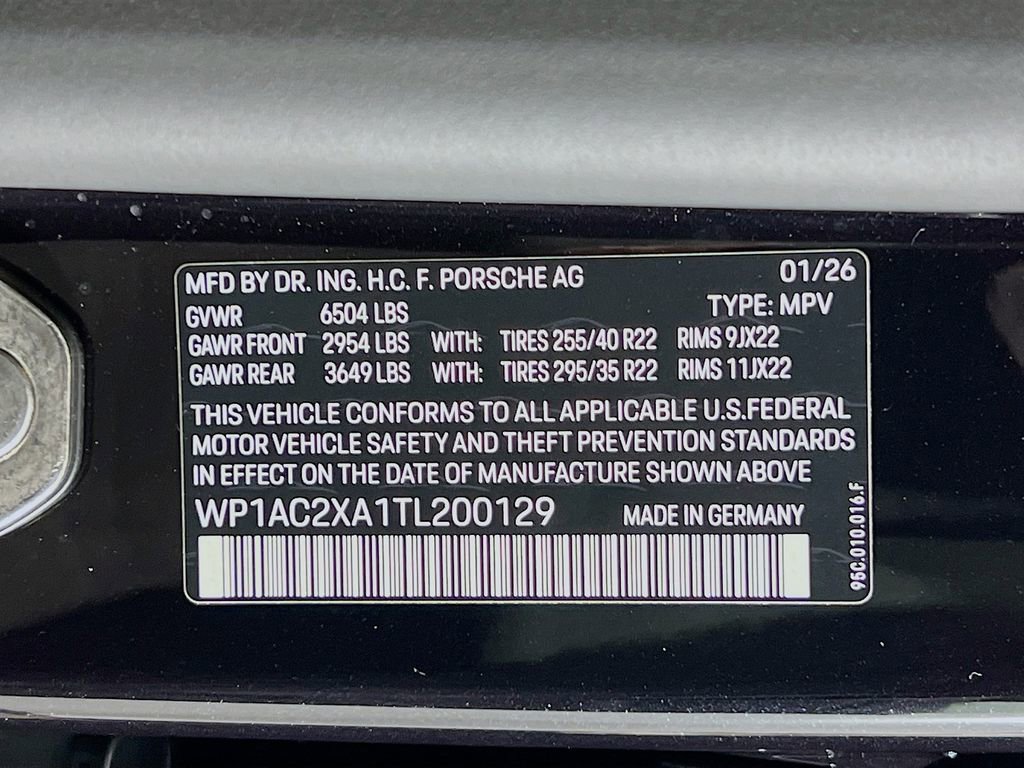 MFD BY DR. ING. H.C. F. PORSCHE AG 01/26
GVWR 6504 LBS TYPE: MPV
GAWR FRONT 2954 LBS WITH: TIRES 255/40 R22 RIMS 9JX22
GAWR REAR 3649 LBS WITH: TIRES 295/35 R22 RIMS 11JX22
THIS VEHICLE CONFORMS TO ALL APPLICABLE U.S.FEDERAL
MOTOR VEHICLE SAFETY AND THEFT PREVENTION STANDARDS
IN EFFECT ON THE DATE OF MANUFACTURE SHOWN ABOVE
WP1AC2XA1TL200129 MADE IN GERMANY
95C.010.016.F